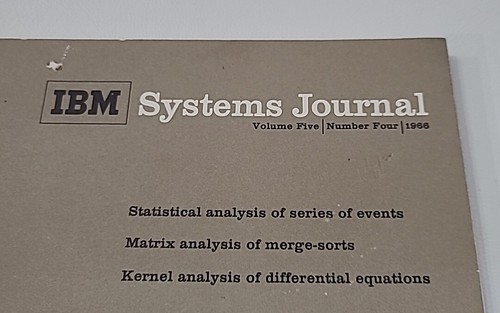 IBM Systems Journal
Volume Five | Number Four | 1966
Statistical analysis of series of events
Matrix analysis of merge-sorts
Kernel analysis of differential equations